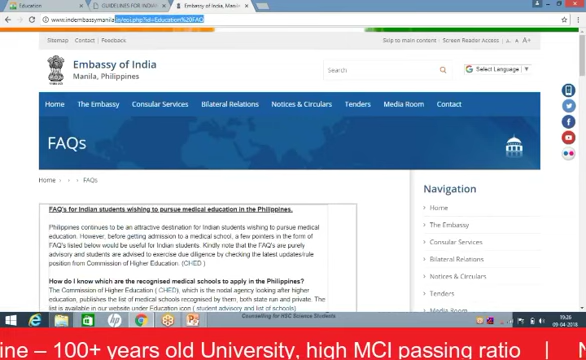 Education
GUIDELINES FOR INDIAN
Embassy of India, Manila
www.indembassymanila.in/eoi.php?id=Education%20FAQ
Sitemap | Contact | Feedback
Skip to main content | Screen Reader Access | A A A+
Embassy of India
Manila, Philippines
Search
Select Language
Home The Embassy Consular Services Bilateral Relations Notices & Circulars Tenders Media Room Contact
FAQs
Home › › › FAQs
FAQ's for Indian students wishing to pursue medical education in the Philippines.
Philippines continues to be an attractive destination for Indian students wishing to pursue medical
education. However, before getting admission to a medical school, a few pointers in the form of
FAQ's listed below would be useful for Indian students. Kindly note that the FAQ's are purely
advisory and students are advised to exercise due diligence by checking the latest updates/rule
position from Commission of Higher Education. (CHED )
How do I know which are the recognised medical schools to apply in the Philippines?
The Commission of Higher Education ( CHED), which is the nodal agency looking after higher
education, publishes the list of medical schools recognised by them, both state run and private. The
list is available in our website under Education icon ( student advisory and list of schools)
Navigation
Home
The Embassy
Consular Services
Bilateral Relations
Notices & Circulars
Tenders
Media Room
Counselling for HSC Science Students
19:26
09-04-2018
ine – 100+ years old University, high MCI passing ratio |